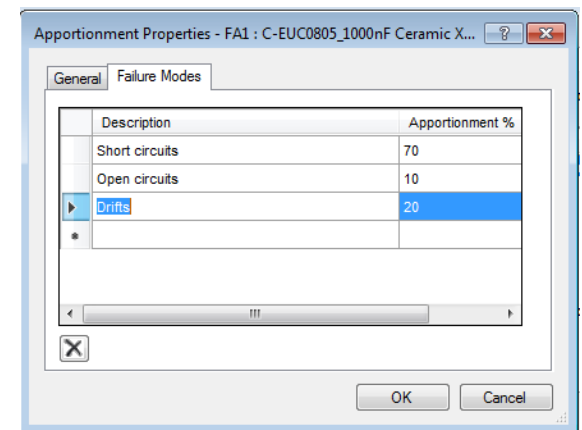 Apportionment Properties - FA1 : C-EUC0805_1000nF Ceramic X...
General Failure Modes
Description Apportionment %
Short circuits 70
Open circuits 10
Drifts 20
OK Cancel